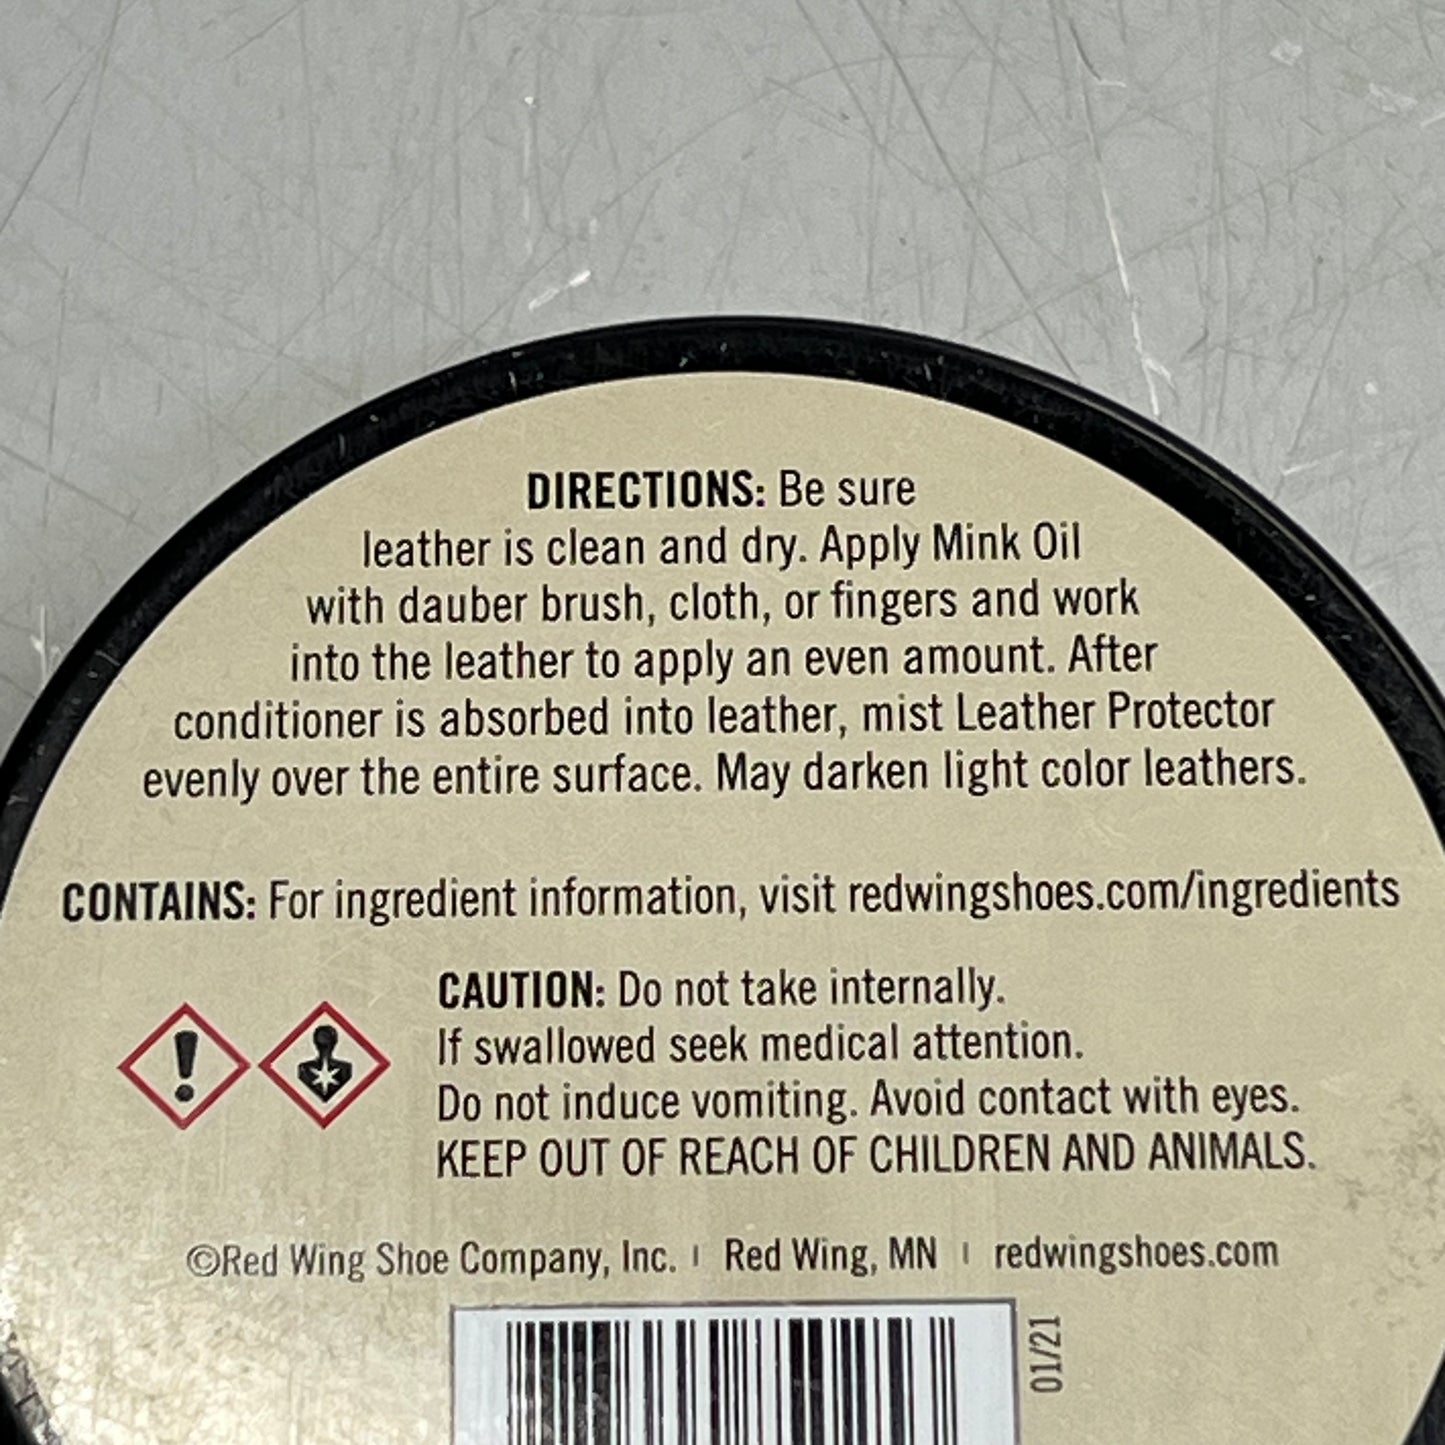 DIRECTIONS: Be sure
leather is clean and dry. Apply Mink Oil
with dauber brush, cloth, or fingers and work
into the leather to apply an even amount. After
conditioner is absorbed into leather, mist Leather Protector
evenly over the entire surface. May darken light color leathers.
CONTAINS: For ingredient information, visit redwingshoes.com/ingredients
CAUTION: Do not take internally.
If swallowed seek medical attention.
Do not induce vomiting. Avoid contact with eyes.
KEEP OUT OF REACH OF CHILDREN AND ANIMALS.
©Red Wing Shoe Company, Inc. | Red Wing, MN | redwingshoes.com
01/21